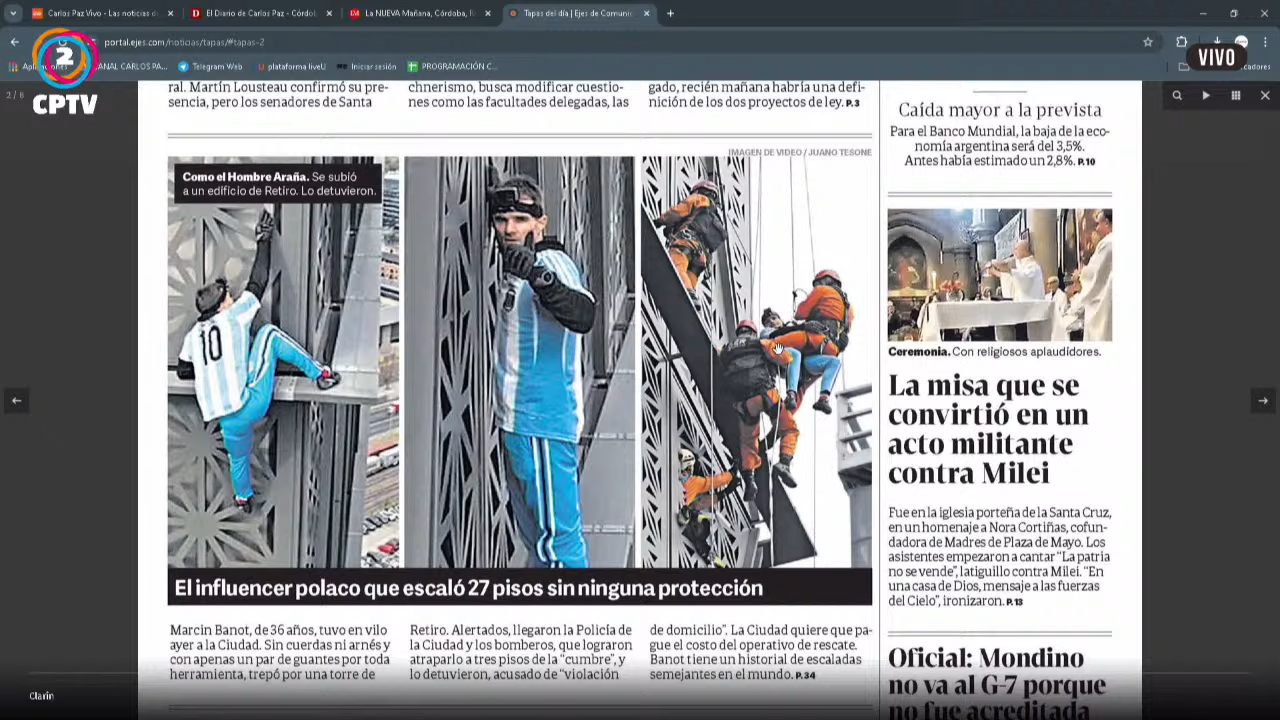 Carlos Paz Vivo - Las noticias d
El Diario de Carlos Paz - Córdob
La NUEVA Mañana, Córdoba, 
Tapas del día | Ejes de Comunic
portal.ejes.com/noticias/tapas/#tapas-2
ANAL CARLOS PA...
Telegram Web
plataforma liveU
Iniciar sesión
PROGRAMACIÓN C...
2
CPTV
VIVO
2 / 6
ral. Martín Lousteau confirmó su pre-
sencia, pero los senadores de Santa
chnerismo, busca modificar cuestio-
nes como las facultades delegadas, las
gado, recién mañana habría una defi-
nición de los dos proyectos de ley. P.3
IMAGEN DE VIDEO / JUANO TESONE
Como el Hombre Araña. Se subió
a un edificio de Retiro. Lo detuvieron.
10
El influencer polaco que escaló 27 pisos sin ninguna protección
Marcin Banot, de 36 años, tuvo en vilo
ayer a la Ciudad. Sin cuerdas ni arnés y
con apenas un par de guantes por toda
herramienta, trepó por una torre de
Retiro. Alertados, llegaron la Policía de
la Ciudad y los bomberos, que lograron
atraparlo a tres pisos de la "cumbre", y
lo detuvieron, acusado de "violación
de domicilio". La Ciudad quiere que pa-
gue el costo del operativo de rescate.
Banot tiene un historial de escaladas
semejantes en el mundo. P.34
Caída mayor a la prevista
Para el Banco Mundial, la baja de la eco-
nomía argentina será del 3,5%.
Antes había estimado un 2,8%. P.10
Ceremonia. Con religiosos aplaudidores.
La misa que se
convirtió en un
acto militante
contra Milei
Fue en la iglesia porteña de la Santa Cruz,
en un homenaje a Nora Cortiñas, cofun-
dadora de Madres de Plaza de Mayo. Los
asistentes empezaron a cantar "La patria
no se vende", latiguillo contra Milei. "En
una casa de Dios, mensaje a las fuerzas
del Cielo", ironizaron. P.13
Oficial: Mondino
no va al G-7 porque
no fue acreditada
Clarín